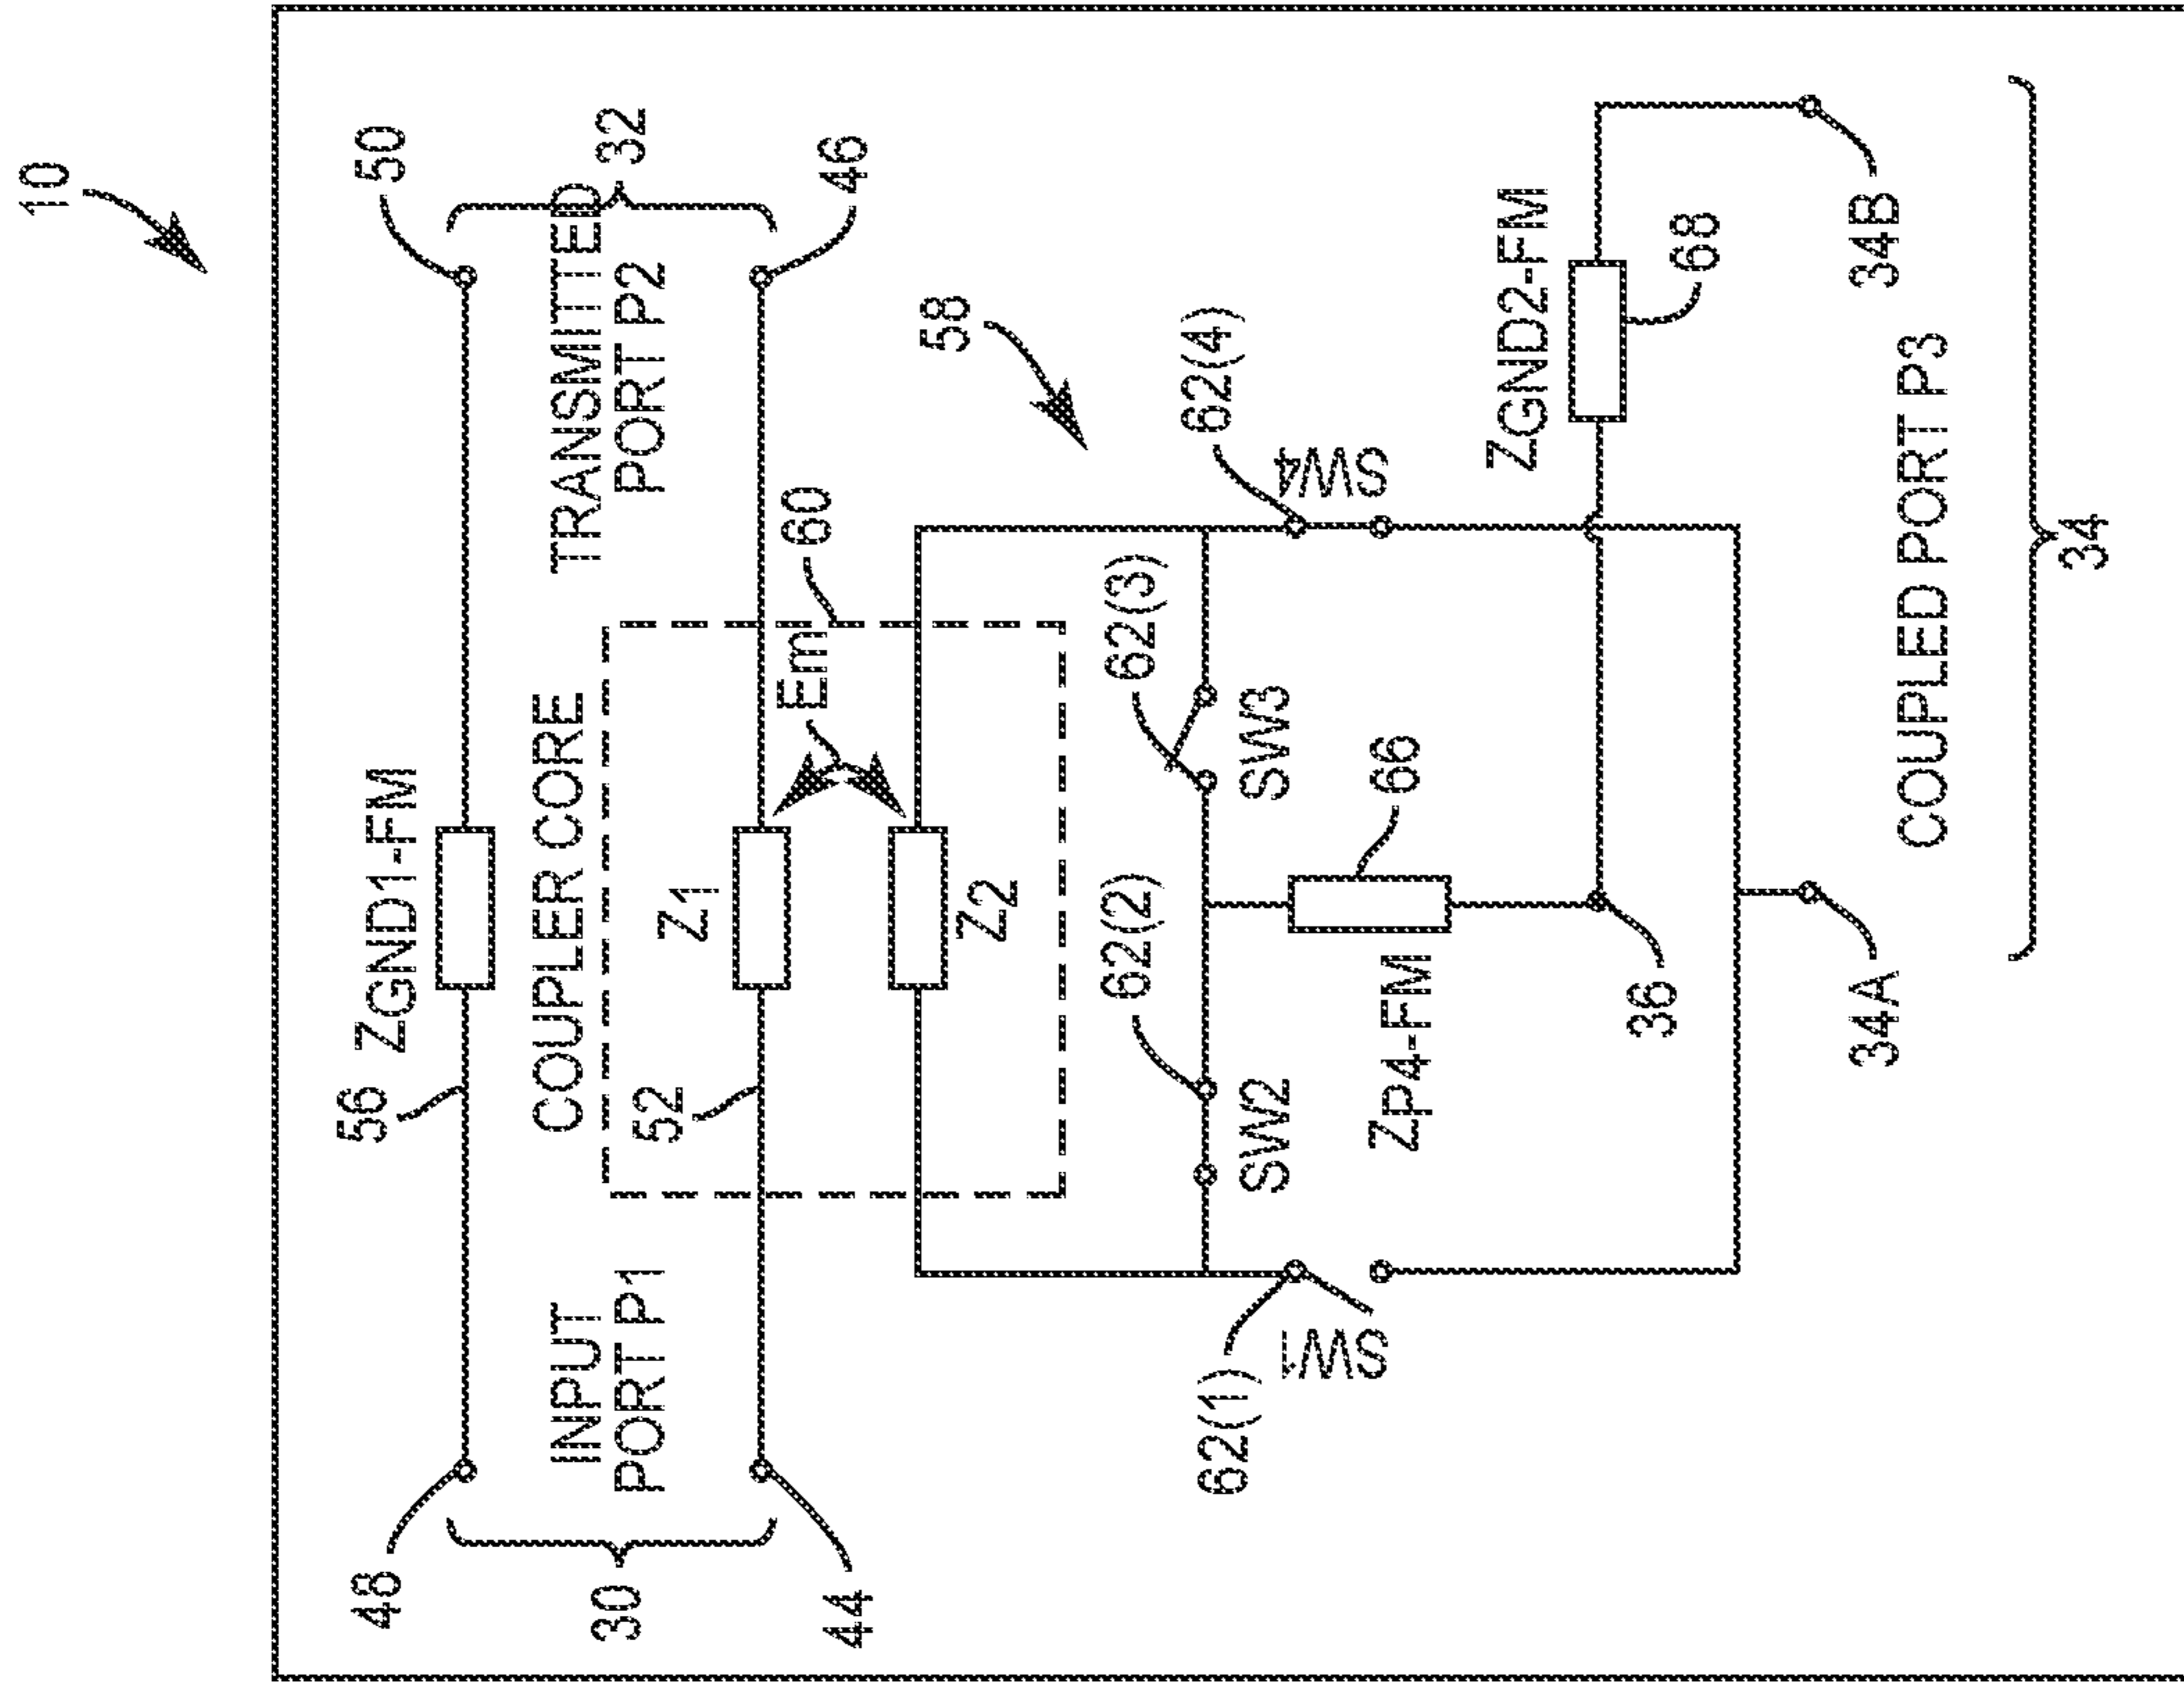 10
48
56
ZGND1-FM
50
30
INPUT
PORT P1
COUPLER CORE
TRANSMITTED
PORT P2
32
52
Z1
44
Em
60
46
Z2
58
62(1)
62(2)
62(3)
62(4)
SW1
SW2
SW3
SW4
ZP4-FM
66
ZGND2-FM
68
36
34A
34B
COUPLED PORT P3
34